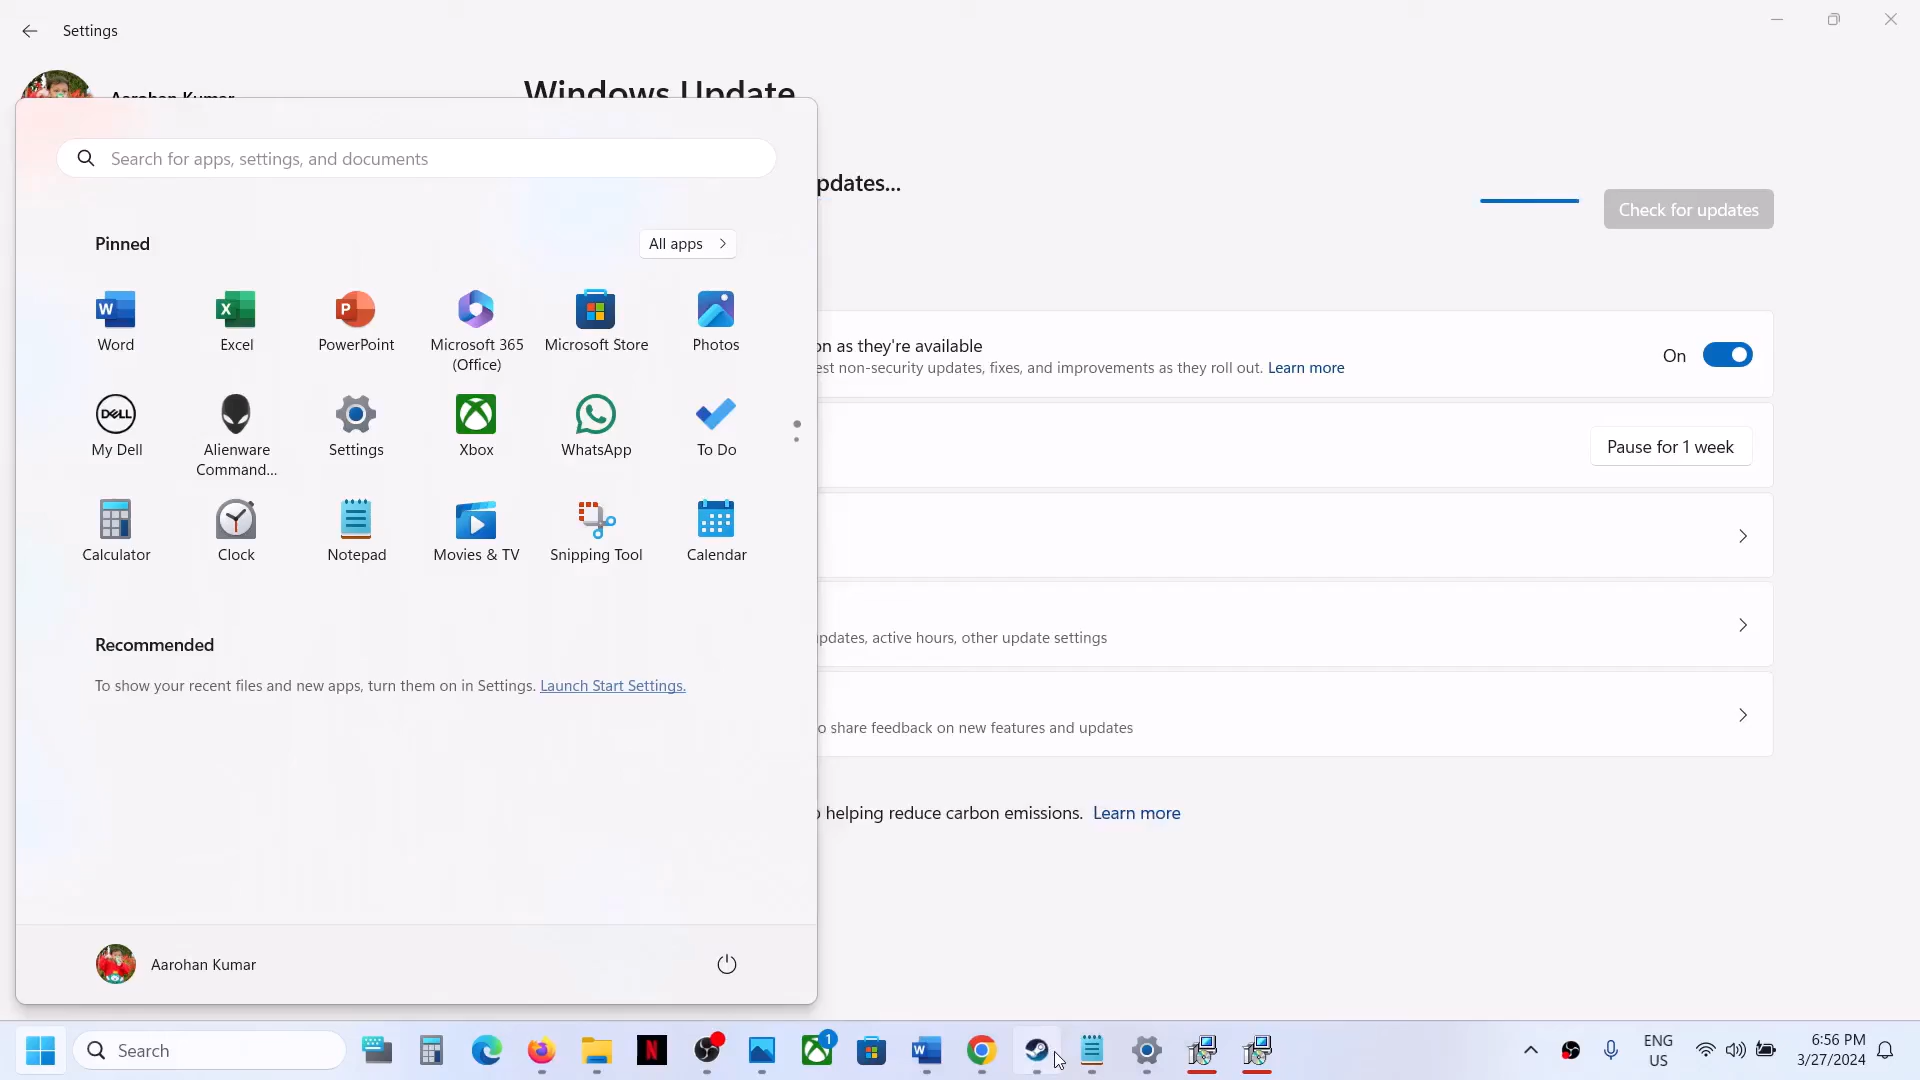 Settings
Aarohan Kumar
Windows Update
Search for apps, settings, and documents
pdates...
Check for updates
Pinned
All apps
Word
Excel
PowerPoint
Microsoft 365
(Office)
Microsoft Store
Photos
on as they're available
est non-security updates, fixes, and improvements as they roll out. Learn more
On
My Dell
Alienware
Command...
Settings
Xbox
WhatsApp
To Do
Pause for 1 week
Calculator
Clock
Notepad
Movies & TV
Snipping Tool
Calendar
pdates, active hours, other update settings
Recommended
To show your recent files and new apps, turn them on in Settings. Launch Start Settings.
o share feedback on new features and updates
o helping reduce carbon emissions. Learn more
Aarohan Kumar
Search
1
ENG
US
6:56 PM
3/27/2024